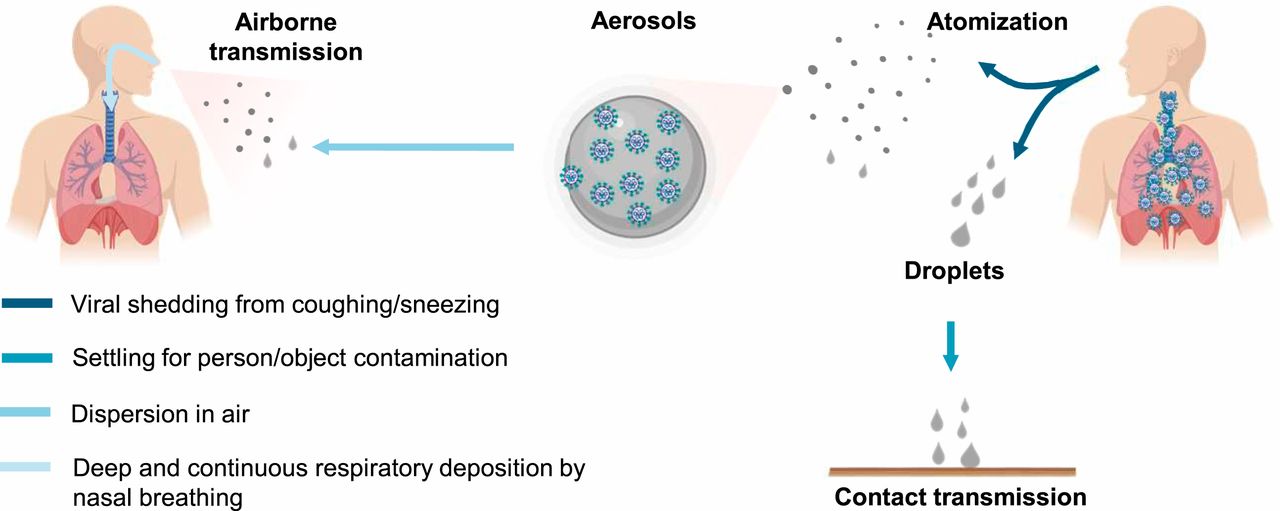 Airborne
transmission
Aerosols
Atomization
Droplets
Viral shedding from coughing/sneezing
Settling for person/object contamination
Dispersion in air
Deep and continuous respiratory deposition by
nasal breathing
Contact transmission